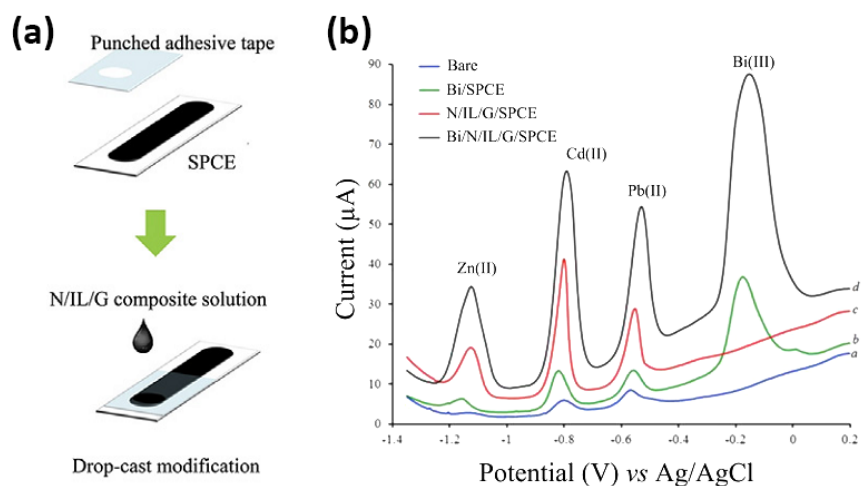 (a)
Punched adhesive tape
SPCE
N/IL/G composite solution
Drop-cast modification
(b)
Bare
Bi/SPCE
N/IL/G/SPCE
Bi/N/IL/G/SPCE
Zn(II)
Cd(II)
Pb(II)
Bi(III)
d
c
b
a
Current (µA)
90
80
70
60
50
40
30
20
10
0
-1.4
-1.2
-1
-0.8
-0.6
-0.4
-0.2
0
0.2
Potential (V) vs Ag/AgCl